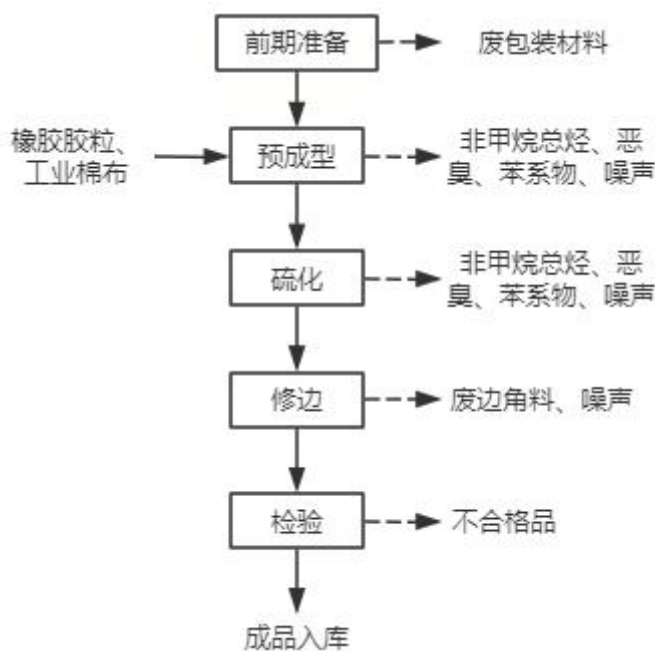 前期准备
废包装材料
橡胶胶粒、
工业棉布
预成型
非甲烷总烃、恶
臭、苯系物、噪声
硫化
非甲烷总烃、恶
臭、苯系物、噪声
修边
废边角料、噪声
检验
不合格品
成品入库